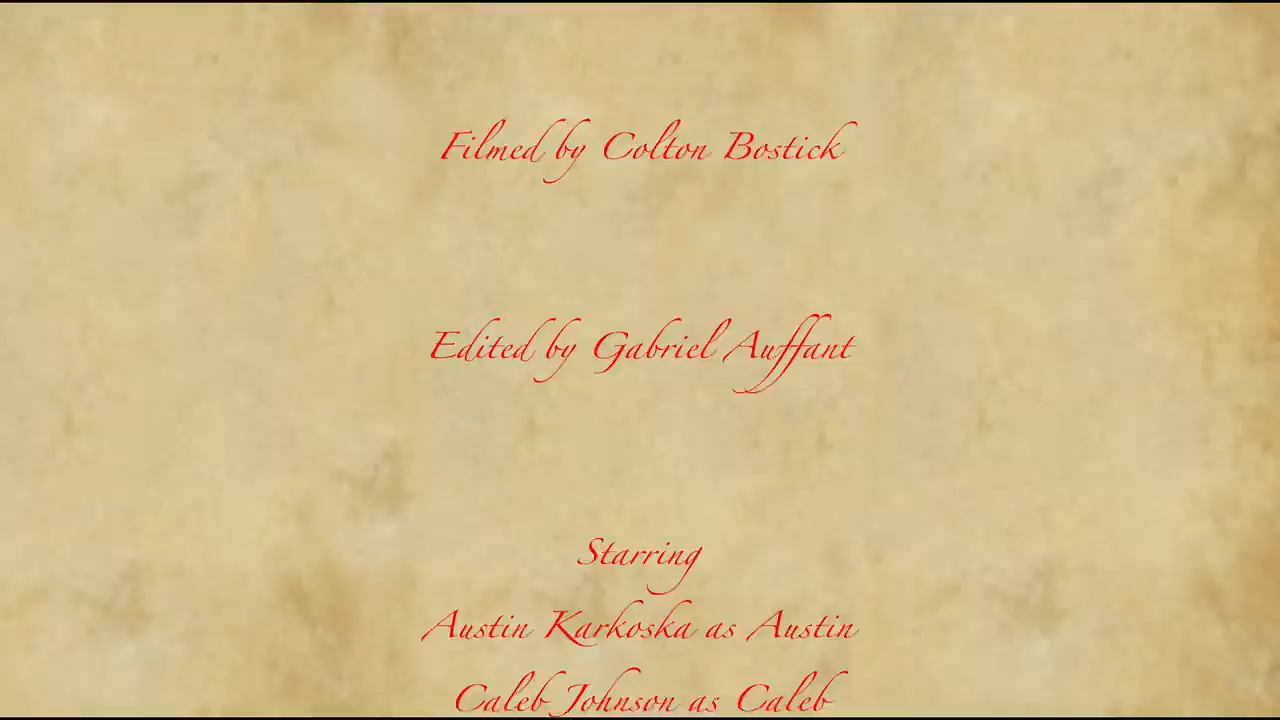 Filmed by Colton Bostick
Edited by Gabriel Auffant
Starring
Austin Karkoska as Austin
Caleb Johnson as Caleb